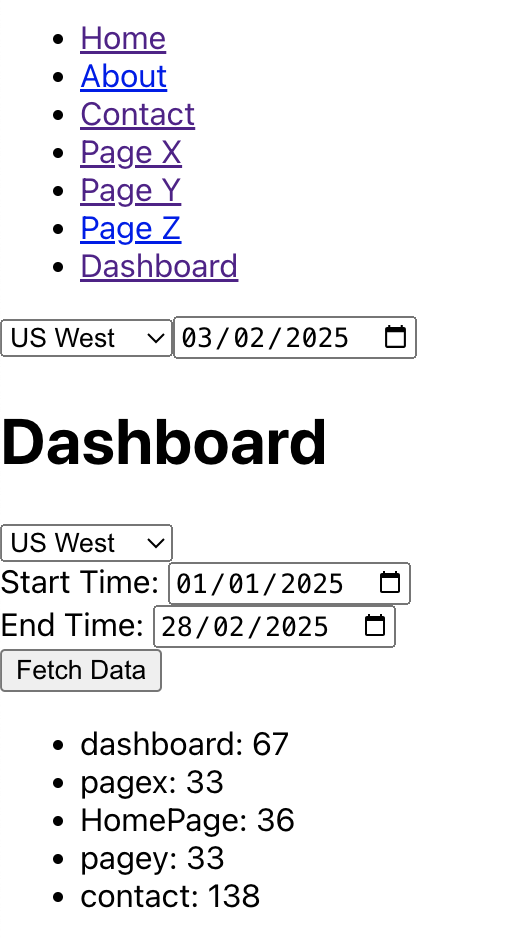 Home
About
Contact
Page X
Page Y
Page Z
Dashboard
US West 03/02/2025
Dashboard
US West
Start Time: 01/01/2025
End Time: 28/02/2025
Fetch Data
dashboard: 67
pagex: 33
HomePage: 36
pagey: 33
contact: 138